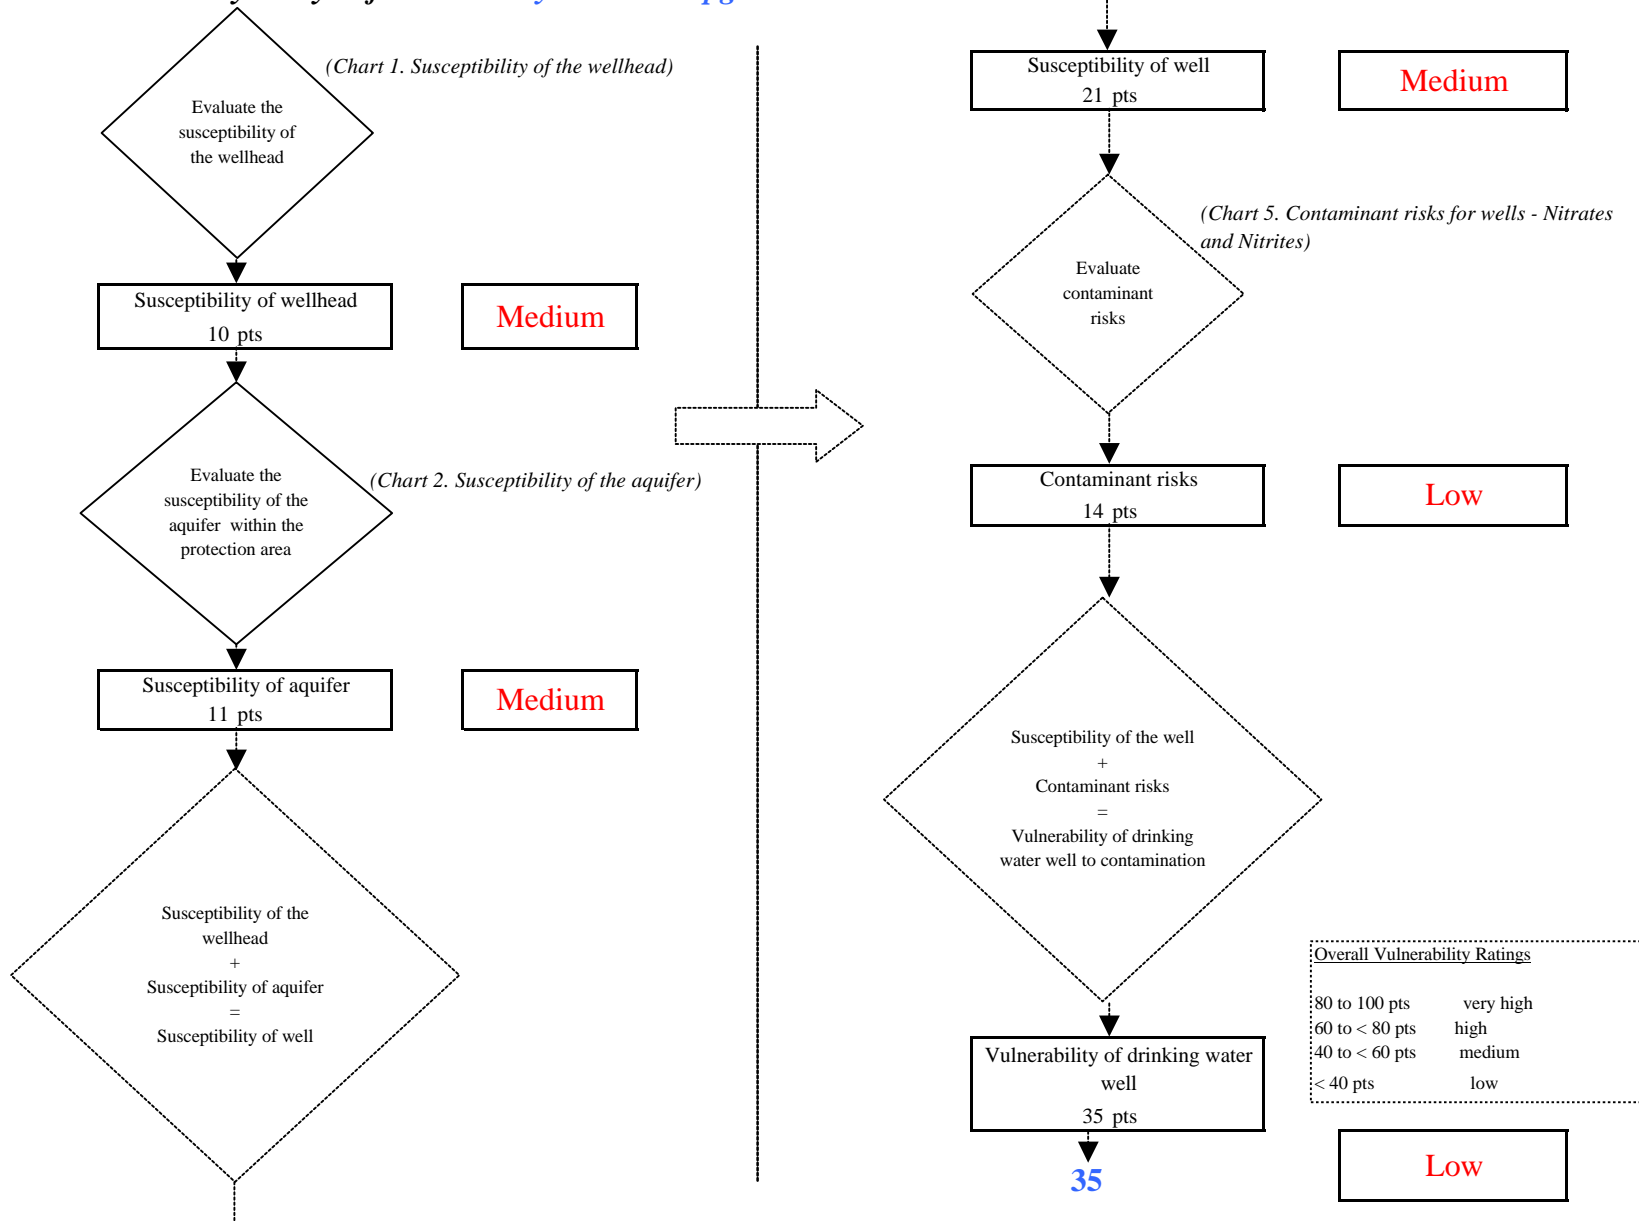 (Chart 1. Susceptibility of the wellhead)
Evaluate the
susceptibility of
the wellhead
Susceptibility of wellhead
10 pts
Medium
Evaluate the
susceptibility of the
aquifer within the
protection area
(Chart 2. Susceptibility of the aquifer)
Susceptibility of aquifer
11 pts
Medium
Susceptibility of the
wellhead
+
Susceptibility of aquifer
=
Susceptibility of well
Susceptibility of well
21 pts
Medium
(Chart 5. Contaminant risks for wells - Nitrates
and Nitrites)
Evaluate
contaminant
risks
Contaminant risks
14 pts
Low
Susceptibility of the well
+
Contaminant risks
=
Vulnerability of drinking
water well to contamination
Overall Vulnerability Ratings
80 to 100 pts very high
60 to < 80 pts high
40 to < 60 pts medium
< 40 pts low
Vulnerability of drinking water
well
35 pts
35
Low